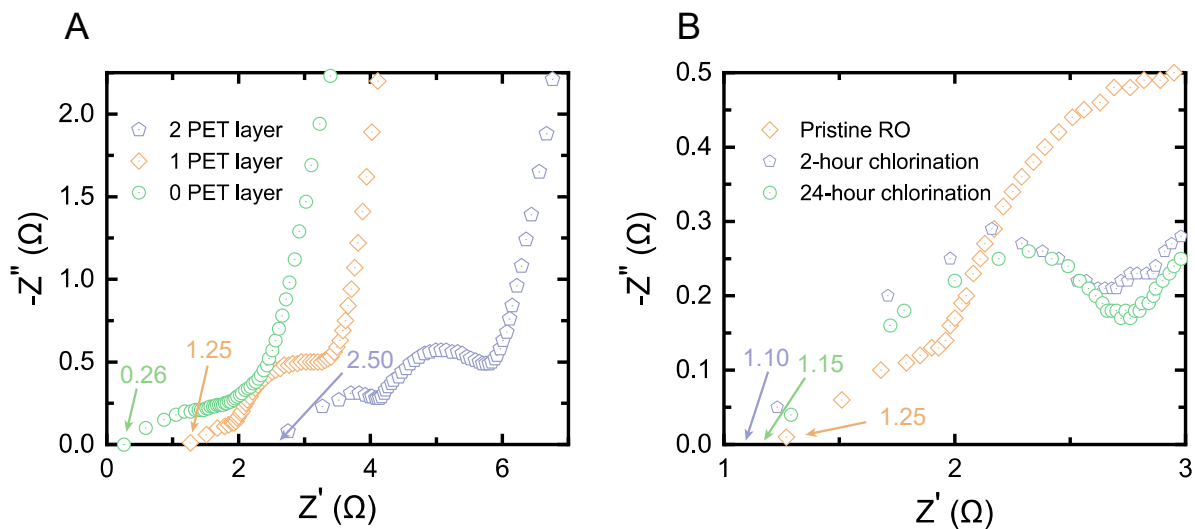 A
2.0
1.5
1.0
0.5
0.0
-Z" (Ω)
2 PET layer
1 PET layer
0 PET layer
0.26
1.25
2.50
0
2
4
6
Z' (Ω)
B
0.5
0.4
0.3
0.2
0.1
0.0
-Z" (Ω)
Pristine RO
2-hour chlorination
24-hour chlorination
1.10
1.15
1.25
1
2
3
Z' (Ω)